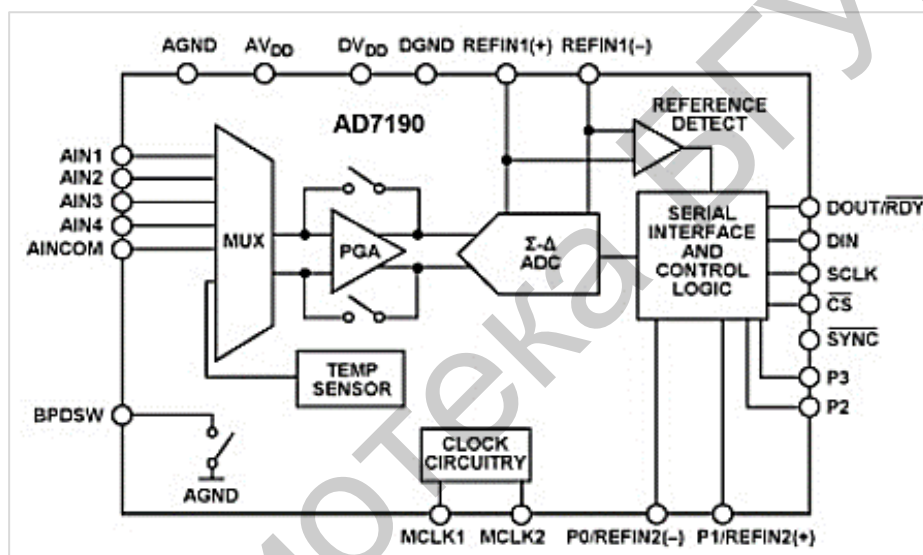 AGND AVDD DVDD DGND REFIN1(+) REFIN1(–)
AD7190
REFERENCE
DETECT
AIN1
AIN2
AIN3
AIN4
AINCOM
MUX
PGA
Σ-Δ
ADC
SERIAL
INTERFACE
AND
CONTROL
LOGIC
DOUT/RDY
DIN
SCLK
CS
SYNC
P3
P2
TEMP
SENSOR
BPDSW
AGND
CLOCK
CIRCUITRY
MCLK1 MCLK2 P0/REFIN2(–) P1/REFIN2(+)